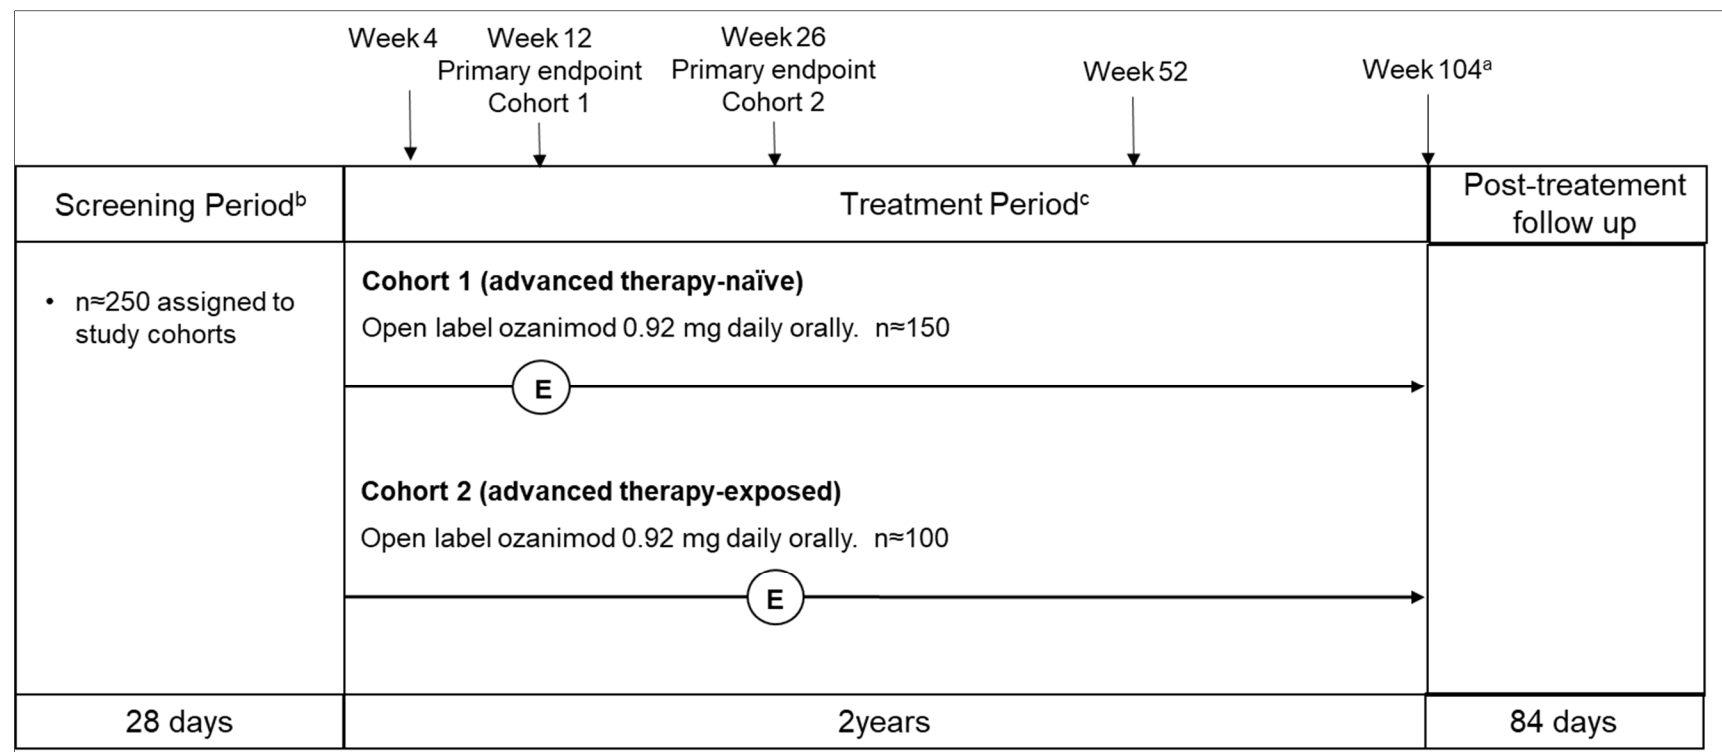 Week 4
Week 12
Primary endpoint
Cohort 1
Week 26
Primary endpoint
Cohort 2
Week 52
Week 104ᵃ
Screening Periodᵇ
Treatment Periodᶜ
Post-treatement
follow up
• n≈250 assigned to
study cohorts
Cohort 1 (advanced therapy-naïve)
Open label ozanimod 0.92 mg daily orally. n≈150
E
Cohort 2 (advanced therapy-exposed)
Open label ozanimod 0.92 mg daily orally. n≈100
E
28 days
2years
84 days